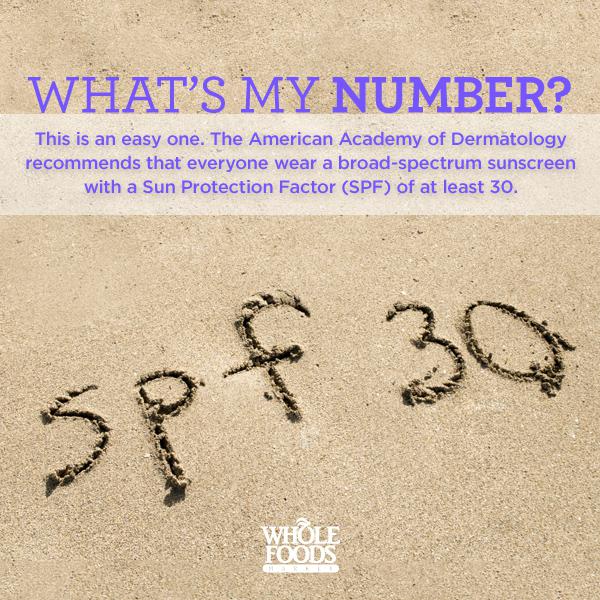 WHAT'S MY NUMBER?
This is an easy one. The American Academy of Dermatology
recommends that everyone wear a broad-spectrum sunscreen
with a Sun Protection Factor (SPF) of at least 30.
spf 30
WHOLE
FOODS
MARKET